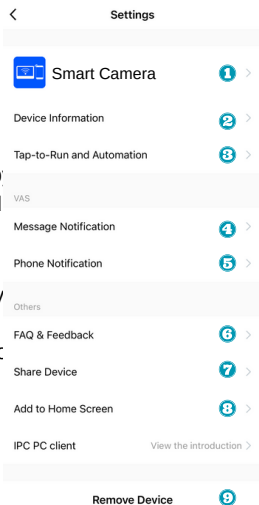 Settings
Smart Camera 1
Device Information 2
Tap-to-Run and Automation 3
VAS
Message Notification 4
Phone Notification 5
Others
FAQ & Feedback 6
Share Device 7
Add to Home Screen 8
IPC PC client View the introduction
Remove Device 9